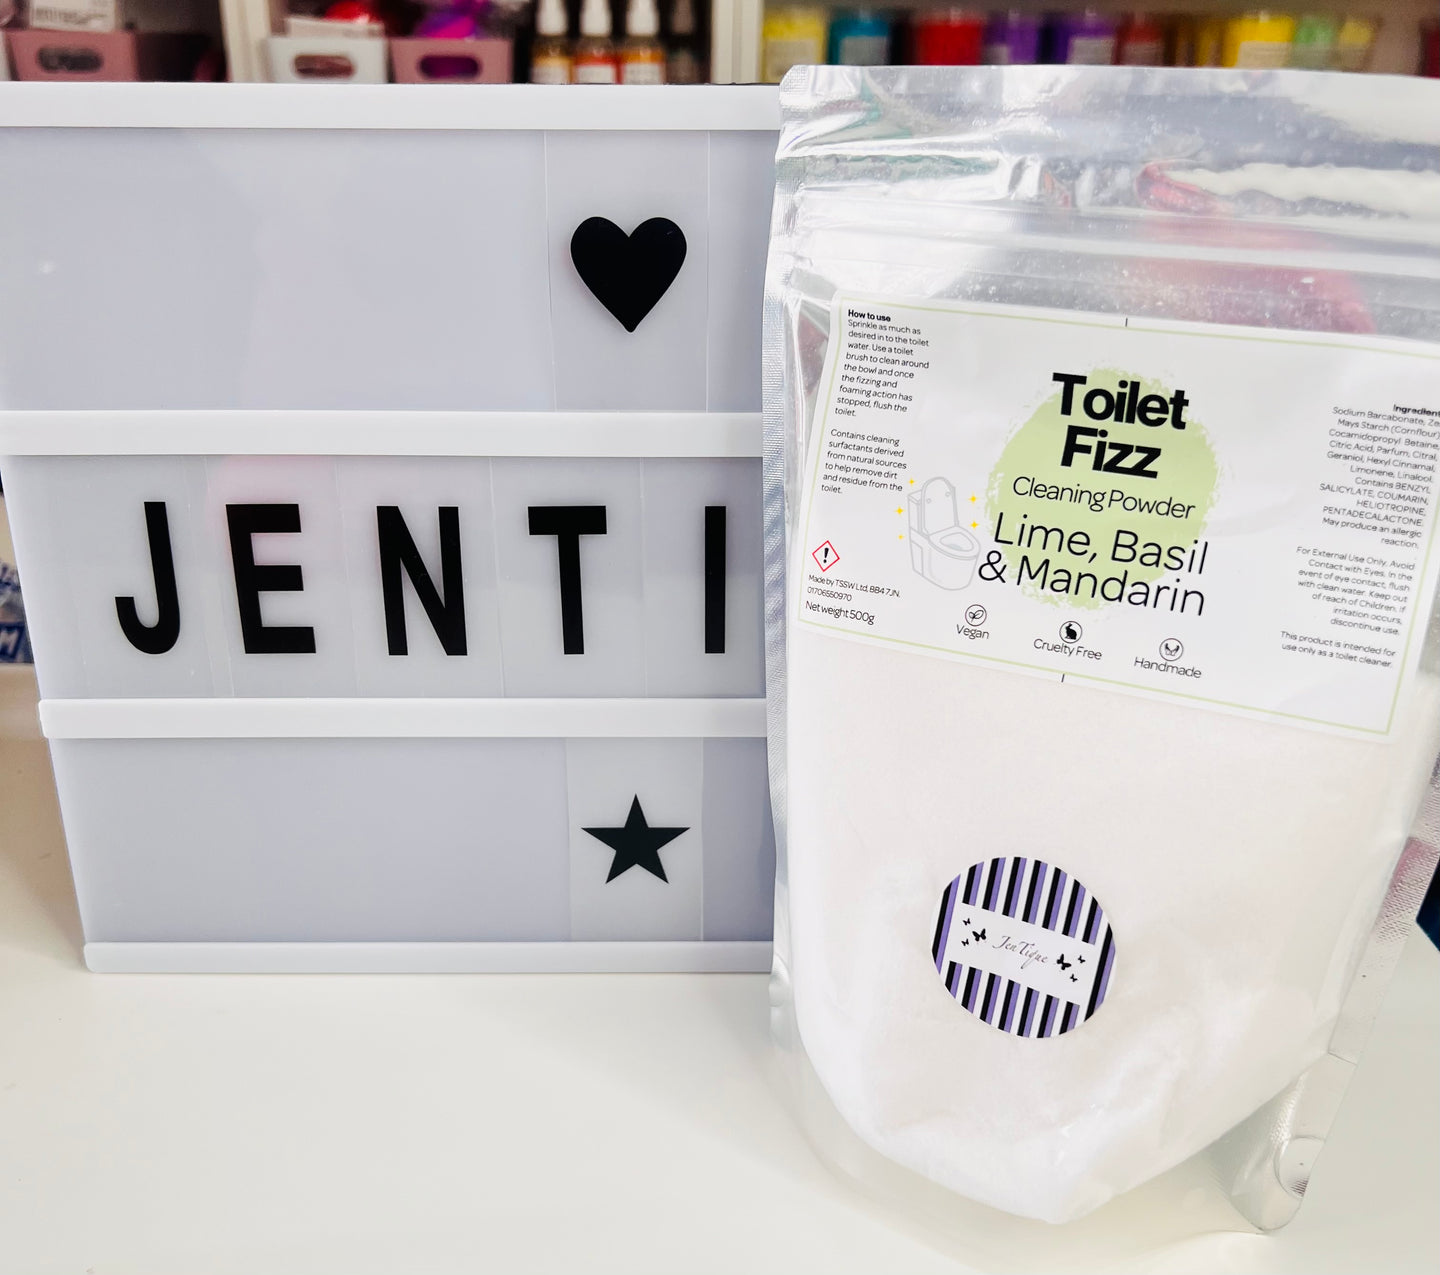 JENTI
How to use
Sprinkle as much as
desired in to the toilet
water. Use a toilet
brush to clean around
the bowl and once
the fizzing and
foaming action has
stopped, flush the
toilet.
Contains cleaning
surfactants derived
from natural sources
to help remove dirt
and residue from the
toilet.
Made by TSSW Ltd, BB4 7JN.
01706550970
Net weight 500g
Toilet
Fizz
Cleaning Powder
Lime, Basil
& Mandarin
Vegan
Cruelty Free
Handmade
Ingredient
Sodium Barcabonate, Ze
Mays Starch (Cornflour)
Cocamidopropyl Betaine,
Citric Acid, Parfum, Citral,
Geraniol, Hexyl Cinnamal,
Limonene, Linalool,
Contains BENZYL
SALICYLATE, COUMARIN,
HELIOTROPINE,
PENTADECALACTONE.
May produce an allergic
reaction.
For External Use Only. Avoid
Contact with Eyes. In the
event of eye contact, flush
with clean water. Keep out
of reach of Children. If
irritation occurs,
discontinue use.
This product is intended for
use only as a toilet cleaner.
JenTique